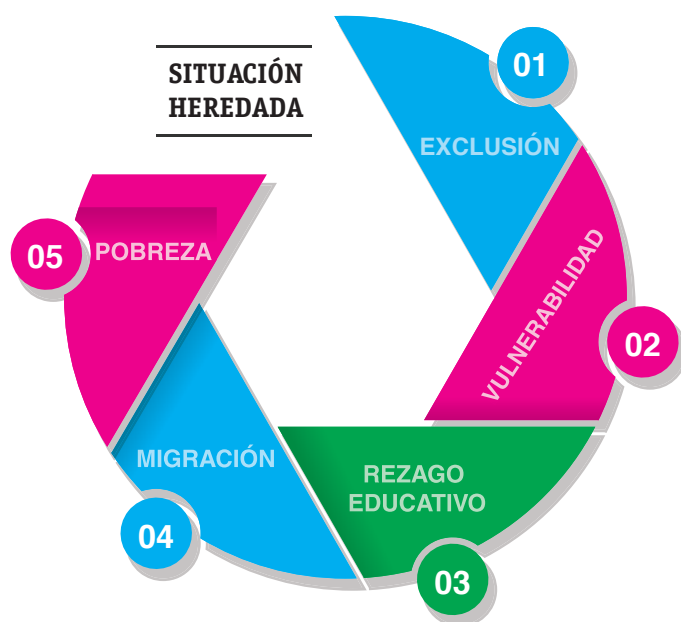 SITUACIÓN
HEREDADA
01
EXCLUSIÓN
VULNERABILIDAD
02
REZAGO
EDUCATIVO
03
MIGRACIÓN
04
05
POBREZA